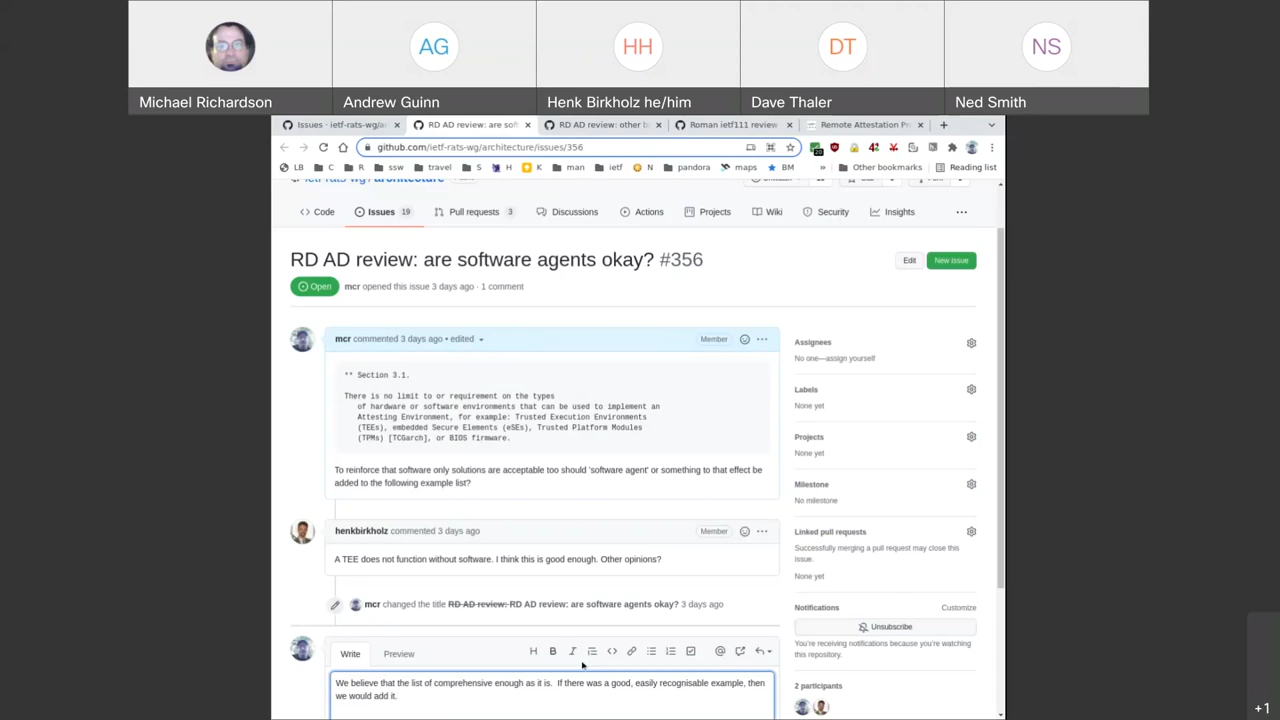 AG
HH
DT
NS
Michael Richardson
Andrew Guinn
Henk Birkholz he/him
Dave Thaler
Ned Smith
Issues · ietf-rats-wg/ar
RD AD review: are sof
RD AD review: other b
Roman ietf111 review
Remote Attestation Pr
github.com/ietf-rats-wg/architecture/issues/356
20
42
LB
C
R
ssw
travel
S
H
K
man
ietf
N
pandora
maps
BM
»
Other bookmarks
Reading list
ietf-rats-wg/architecture
Code
Issues 19
Pull requests 3
Discussions
Actions
Projects
Wiki
Security
Insights
RD AD review: are software agents okay? #356
Edit
New issue
Open
mcr opened this issue 3 days ago · 1 comment
mcr commented 3 days ago • edited
Member
** Section 3.1.
There is no limit to or requirement on the types
of hardware or software environments that can be used to implement an
Attesting Environment, for example: Trusted Execution Environments
(TEEs), embedded Secure Elements (eSEs), Trusted Platform Modules
(TPMs) [TCGarch], or BIOS firmware.
To reinforce that software only solutions are acceptable too should 'software agent' or something to that effect be
added to the following example list?
henkbirkholz commented 3 days ago
Member
A TEE does not function without software. I think this is good enough. Other opinions?
mcr changed the title RD AD review: RD AD review: are software agents okay? 3 days ago
Write
Preview
We believe that the list of comprehensive enough as it is. If there was a good, easily recognisable example, then
we would add it.
Assignees
No one—assign yourself
Labels
None yet
Projects
None yet
Milestone
No milestone
Linked pull requests
Successfully merging a pull request may close this
issue.
None yet
Notifications
Customize
Unsubscribe
You're receiving notifications because you're watching
this repository.
2 participants
+1